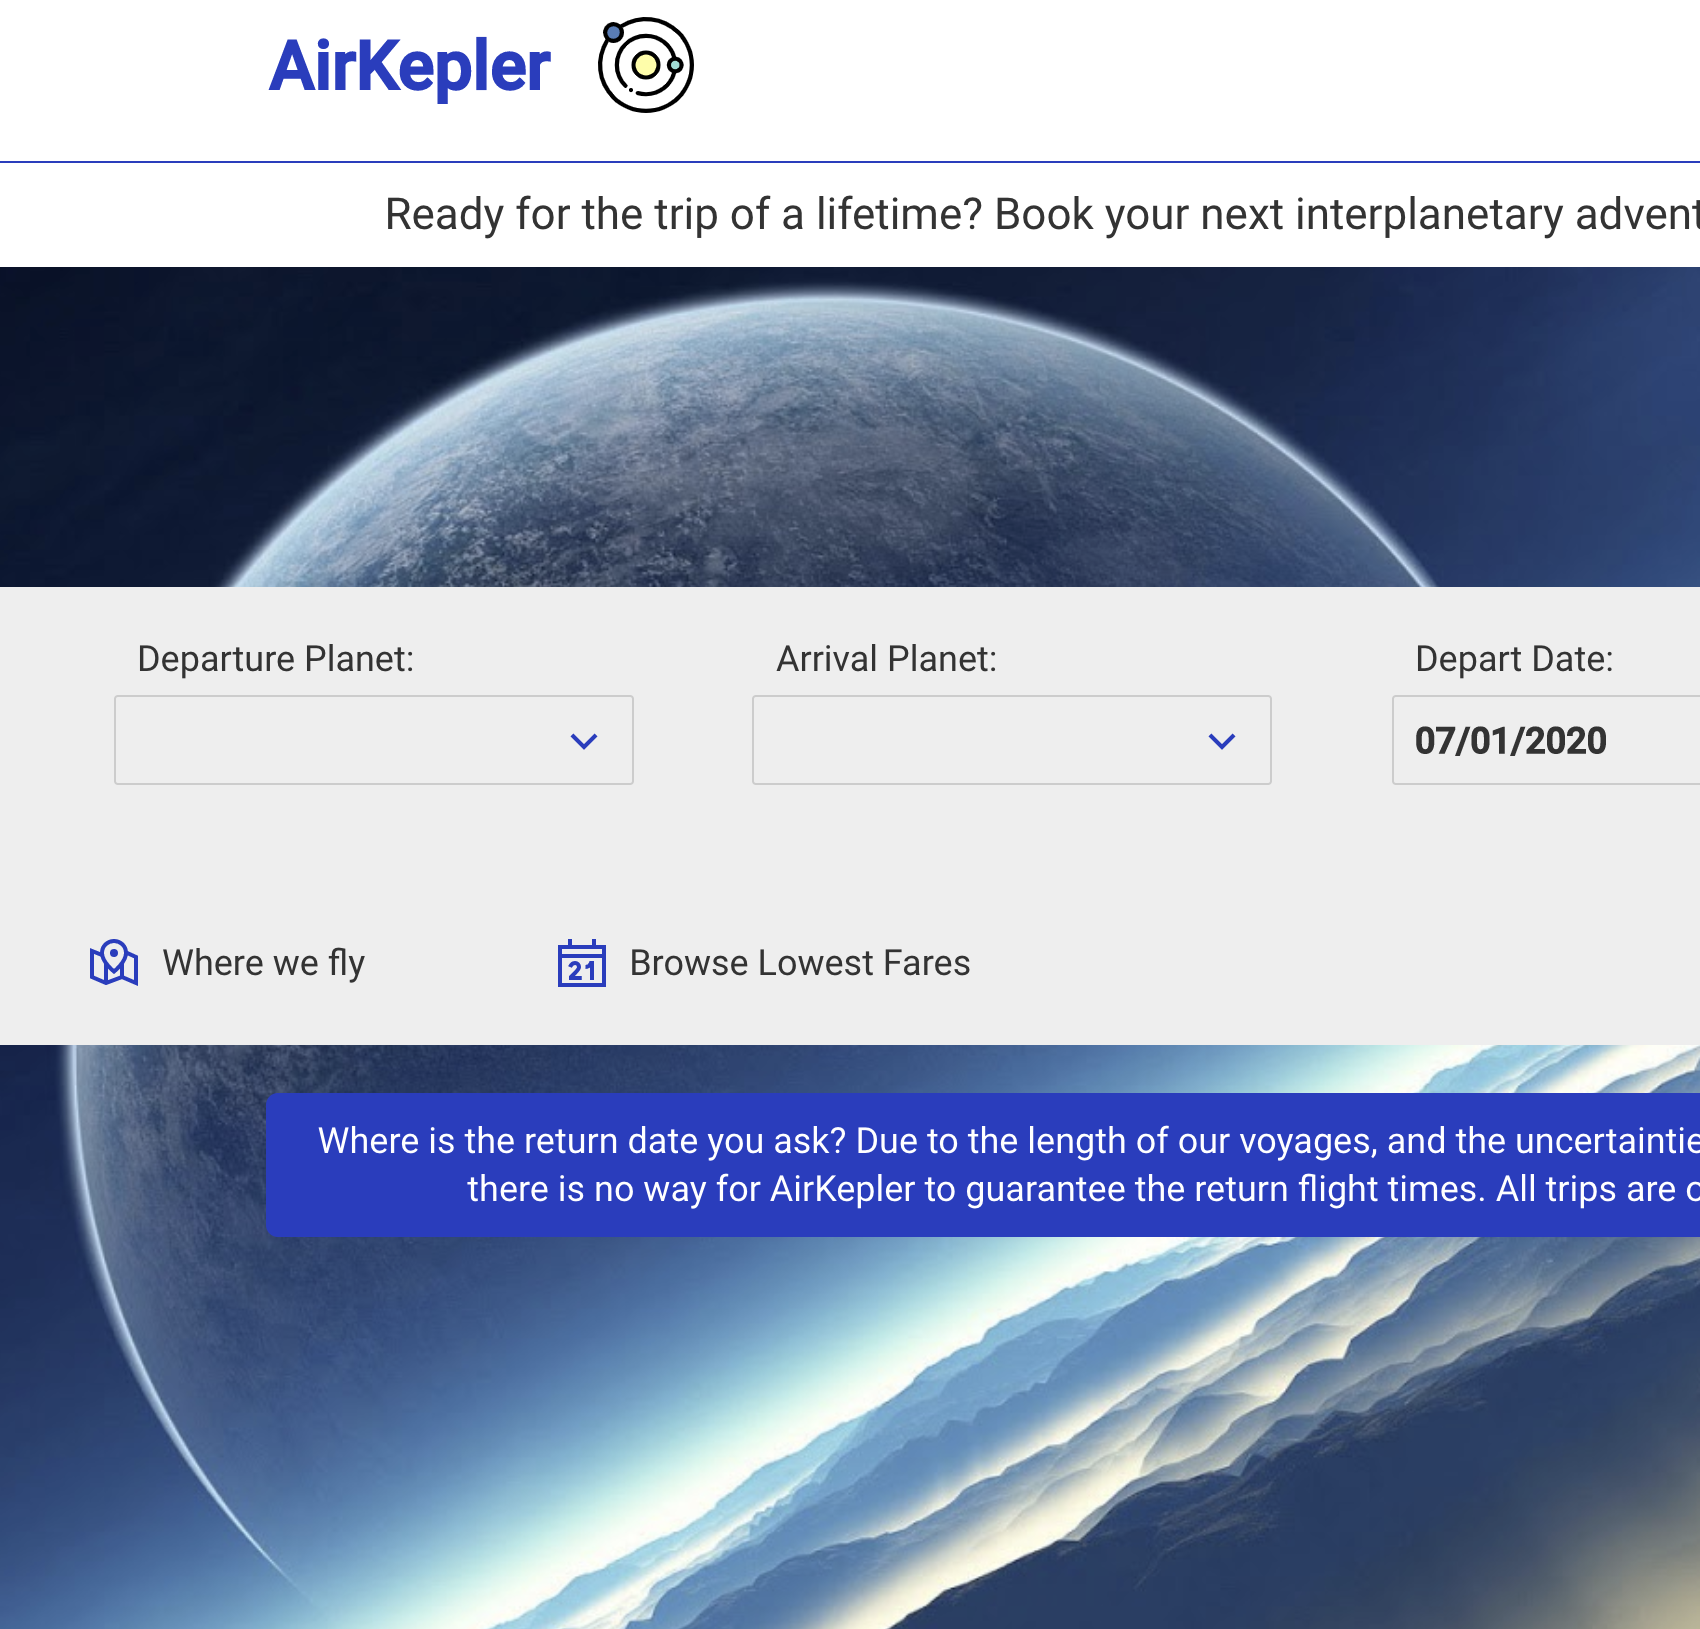 AirKepler
Ready for the trip of a lifetime? Book your next interplanetary advent
Departure Planet:
Arrival Planet:
Depart Date:
07/01/2020
Where we fly
21
Browse Lowest Fares
Where is the return date you ask? Due to the length of our voyages, and the uncertaintie
there is no way for AirKepler to guarantee the return flight times. All trips are